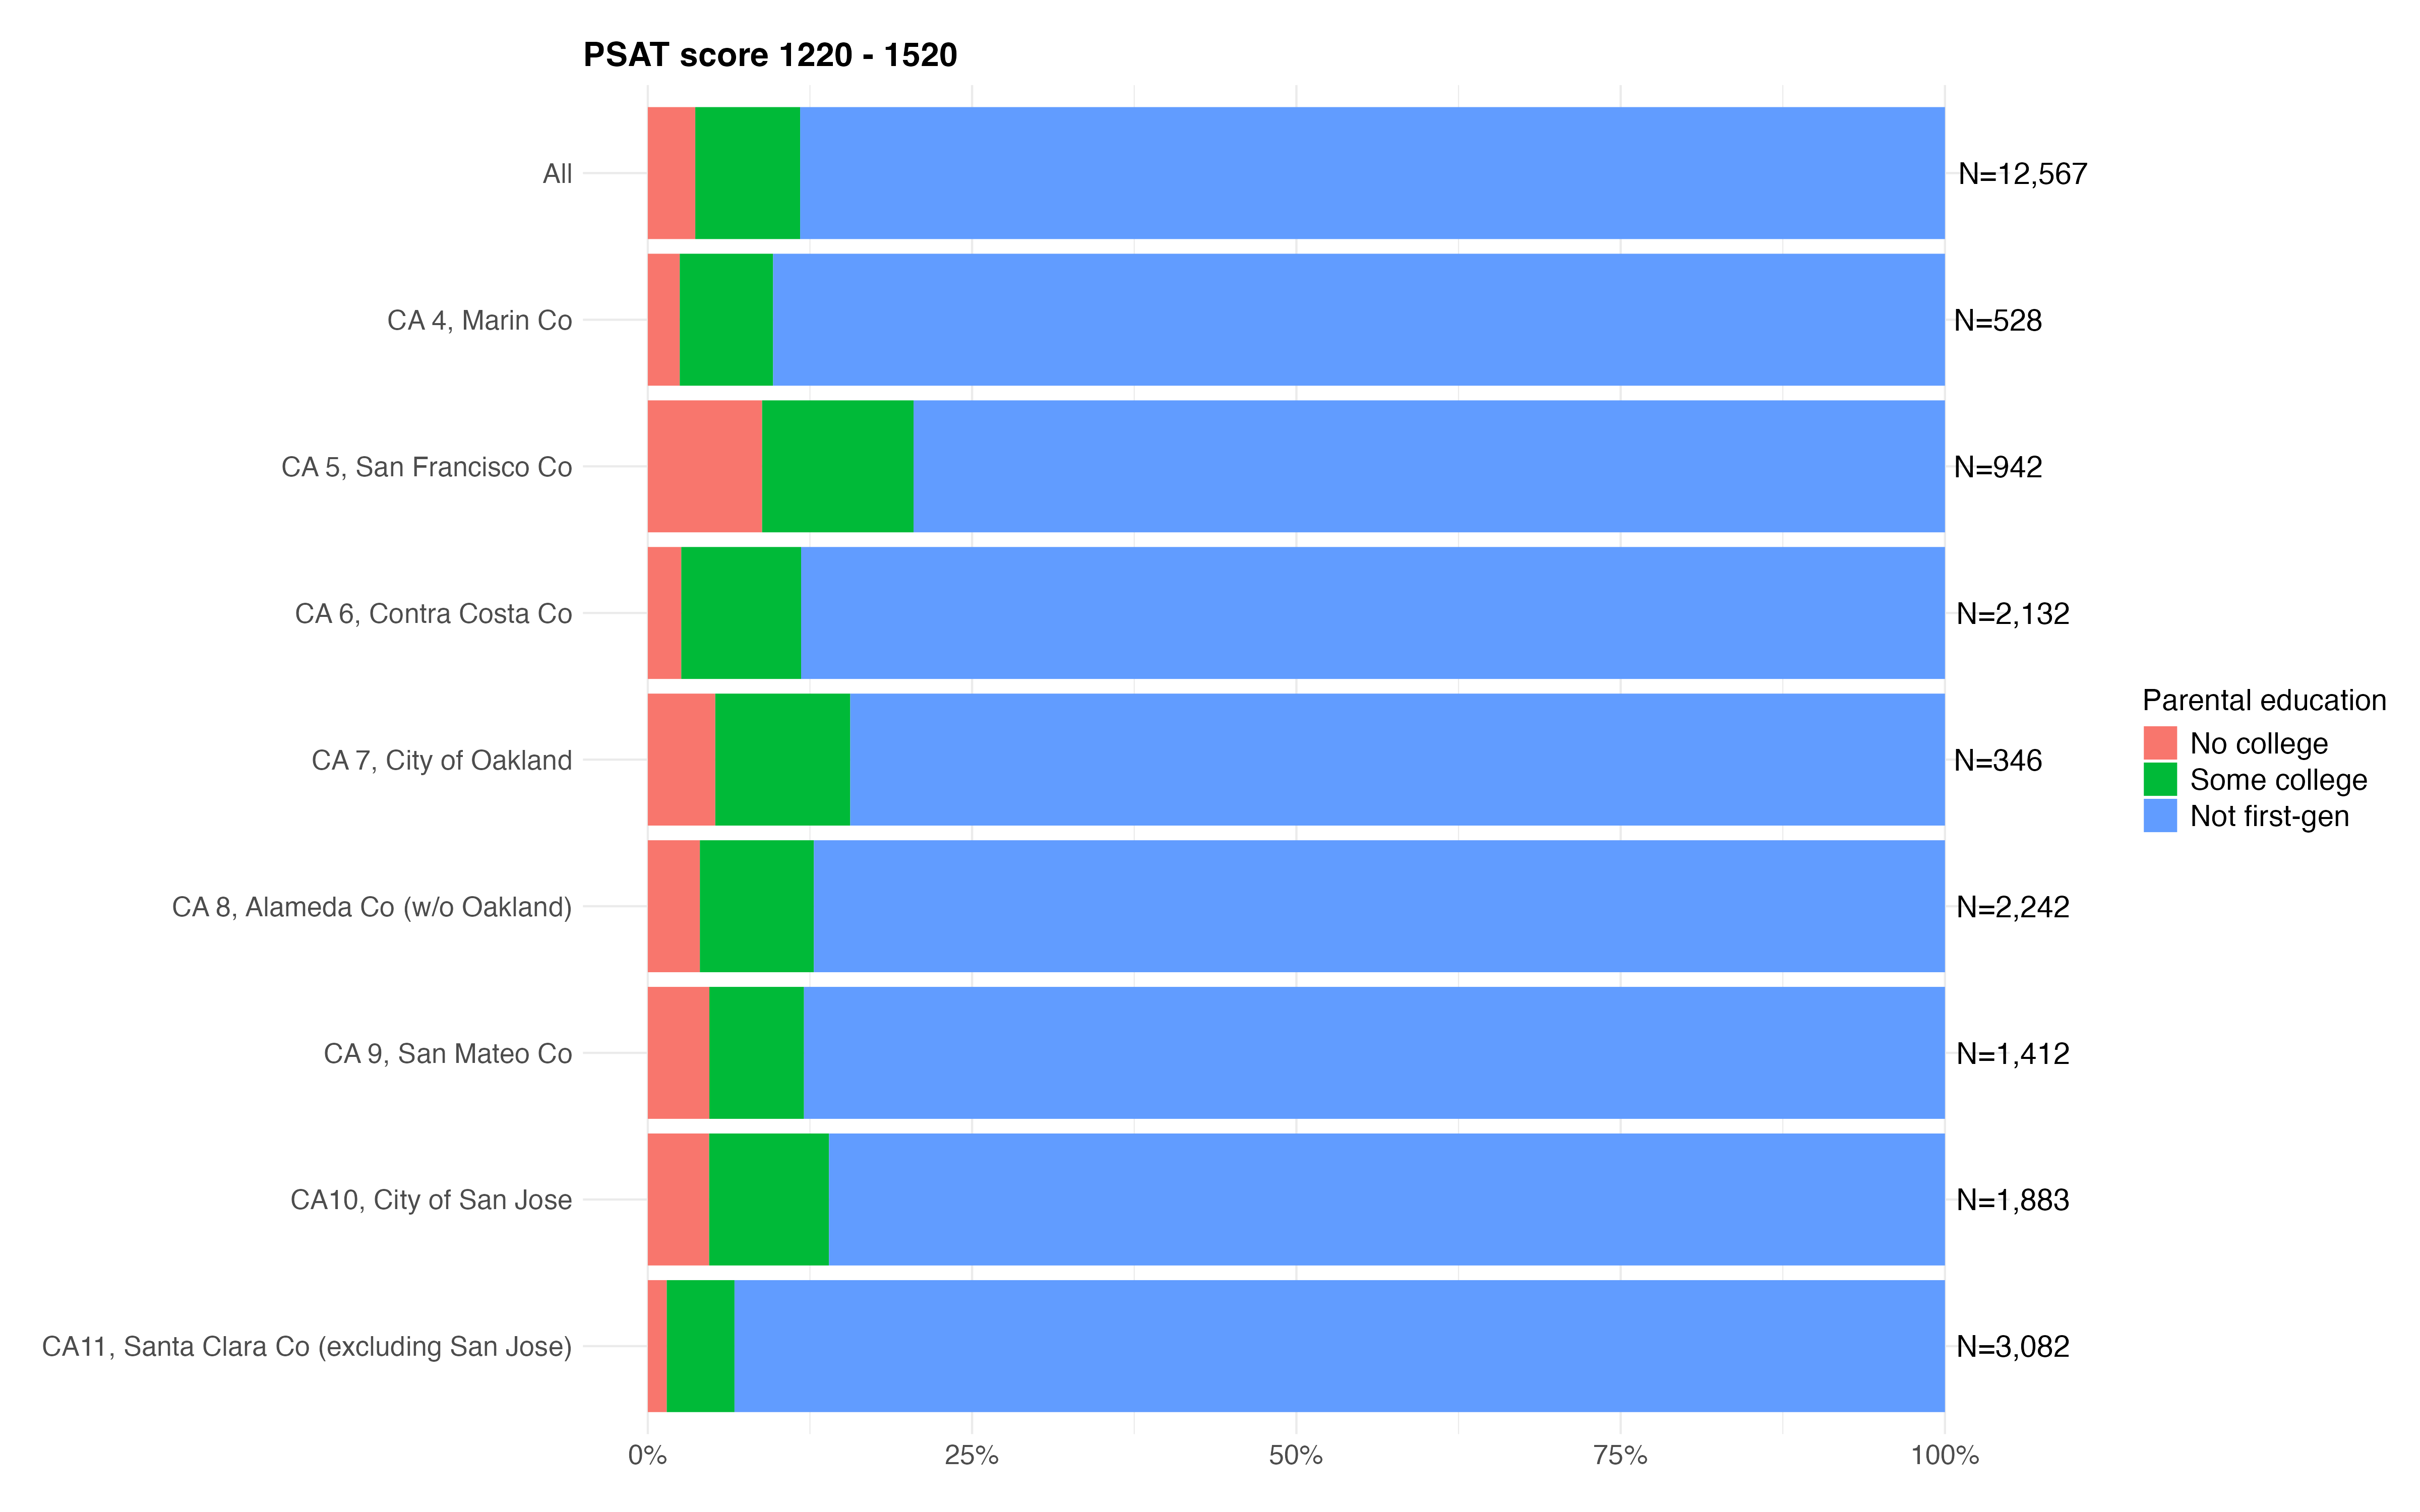 PSAT score 1220 - 1520
All
N=12,567
CA 4, Marin Co
N=528
CA 5, San Francisco Co
N=942
CA 6, Contra Costa Co
N=2,132
CA 7, City of Oakland
N=346
CA 8, Alameda Co (w/o Oakland)
N=2,242
CA 9, San Mateo Co
N=1,412
CA10, City of San Jose
N=1,883
CA11, Santa Clara Co (excluding San Jose)
N=3,082
0% 25% 50% 75% 100%
Parental education
No college
Some college
Not first-gen